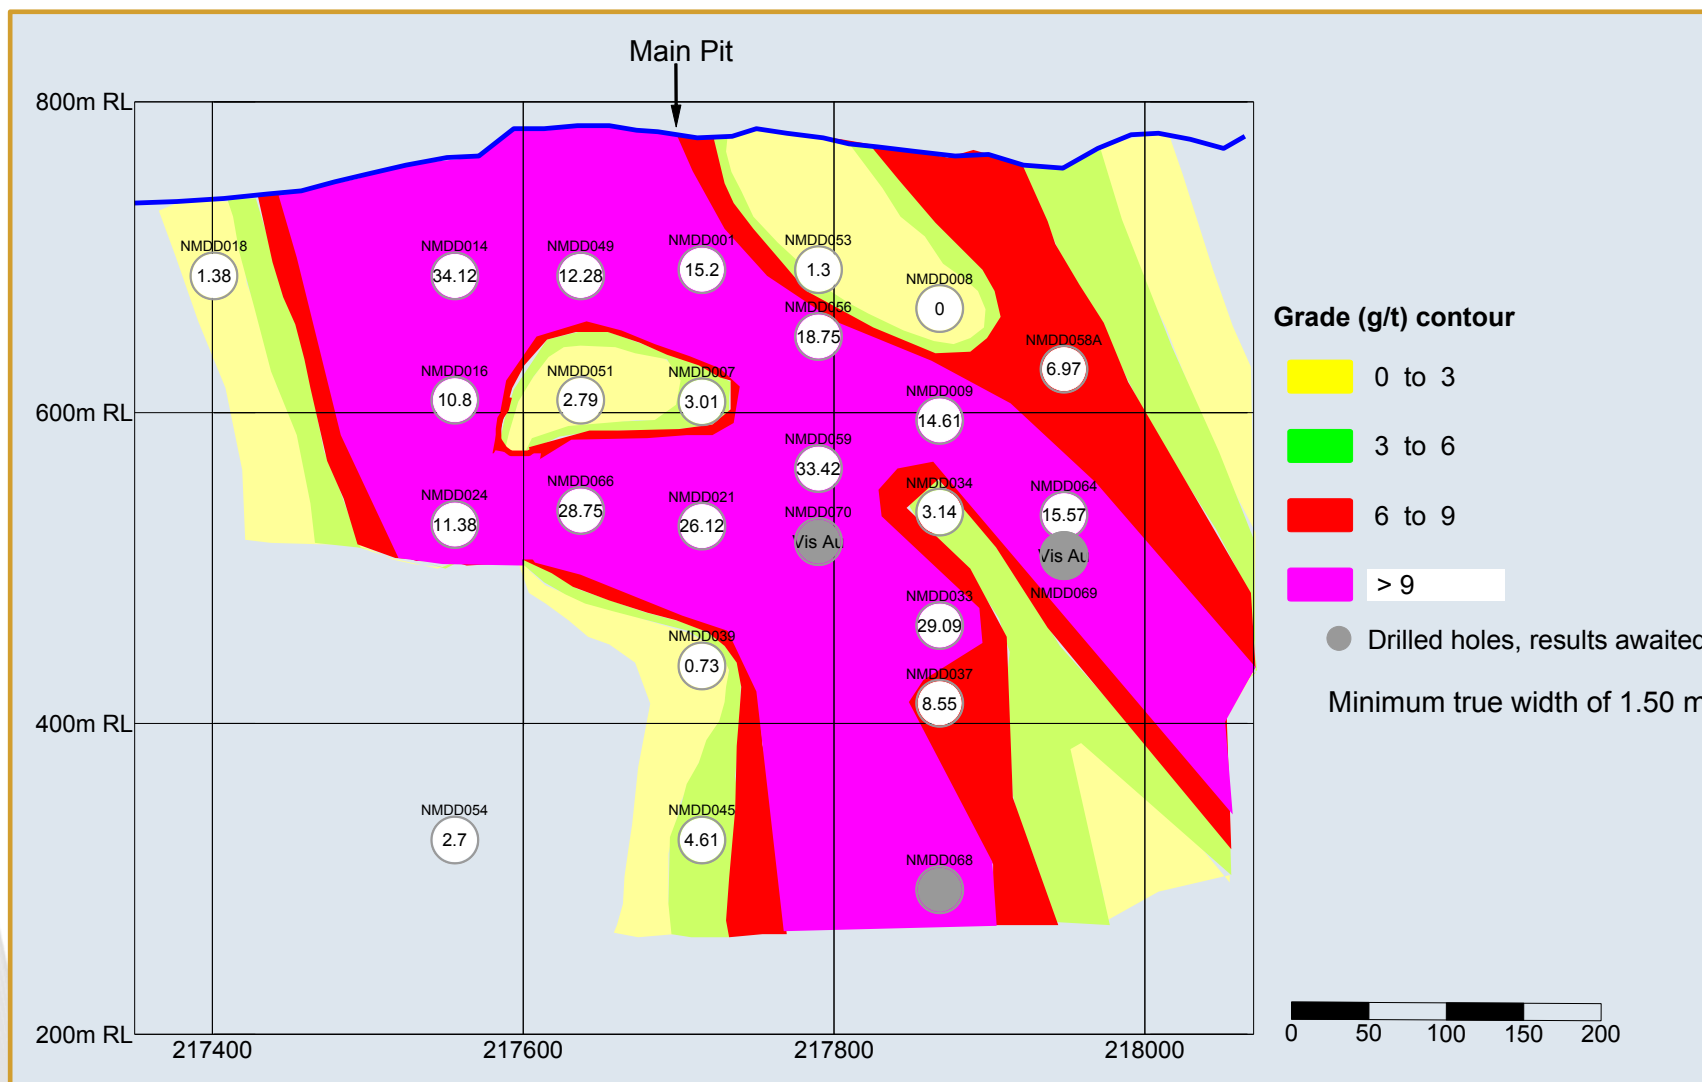 Main Pit
800m RL
NMDD018
1.38
NMDD014
34.12
NMDD049
12.28
NMDD001
15.2
NMDD053
1.3
NMDD008
0
NMDD056
18.75
NMDD058A
6.97
NMDD016
10.8
NMDD051
2.79
NMDD007
3.01
NMDD009
14.61
600m RL
NMDD059
33.42
NMDD024
11.38
NMDD066
28.75
NMDD021
26.12
NMDD070
Vis Au
NMDD034
3.14
NMDD064
15.57
Vis Au
NMDD069
NMDD033
29.09
NMDD039
0.73
NMDD037
8.55
400m RL
NMDD054
2.7
NMDD045
4.61
NMDD068
200m RL
217400
217600
217800
218000
Grade (g/t) contour
0 to 3
3 to 6
6 to 9
> 9
Drilled holes, results awaited
Minimum true width of 1.50 m
0 50 100 150 200